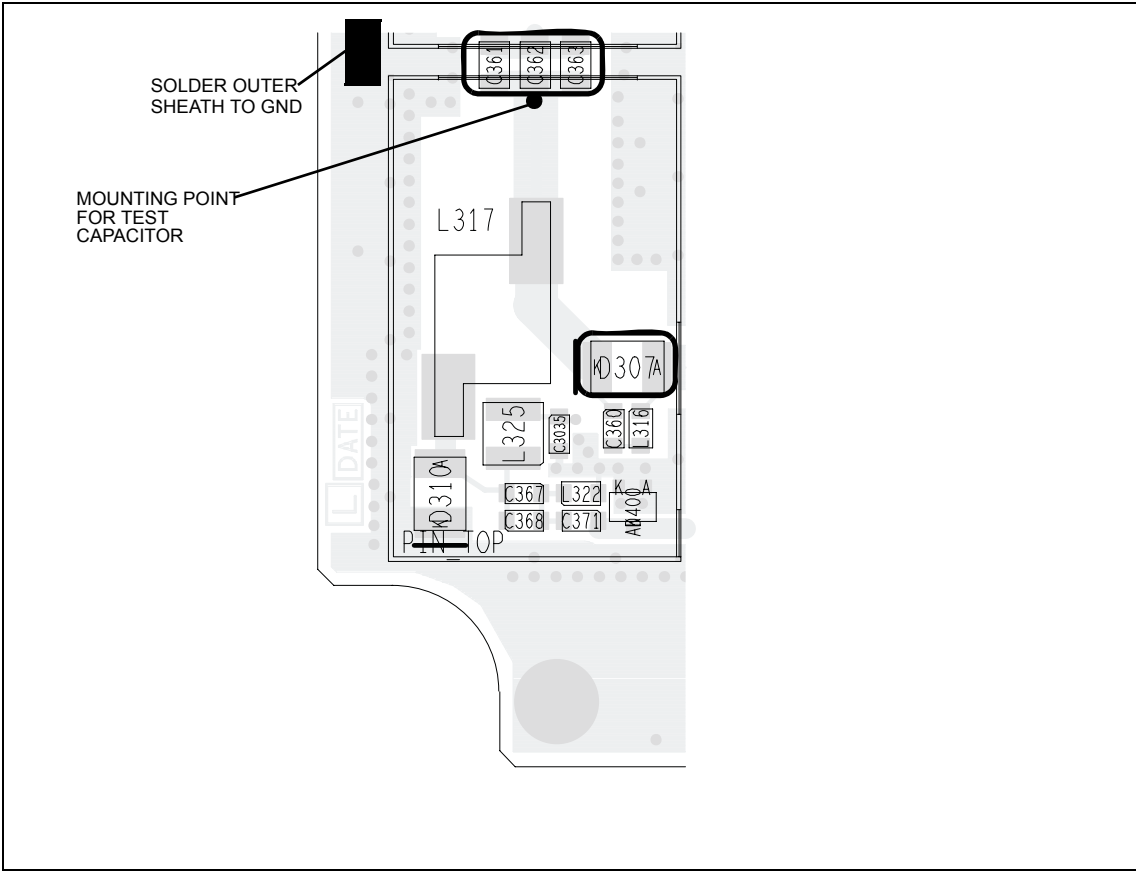 C361 C362 C363
SOLDER OUTER
SHEATH TO GND
MOUNTING POINT
FOR TEST
CAPACITOR
L317
K D307 A
L325
C3035
C360 L316
L DATE
K D310 A
C367 L322
K A
C368 C371
PIN_TOP